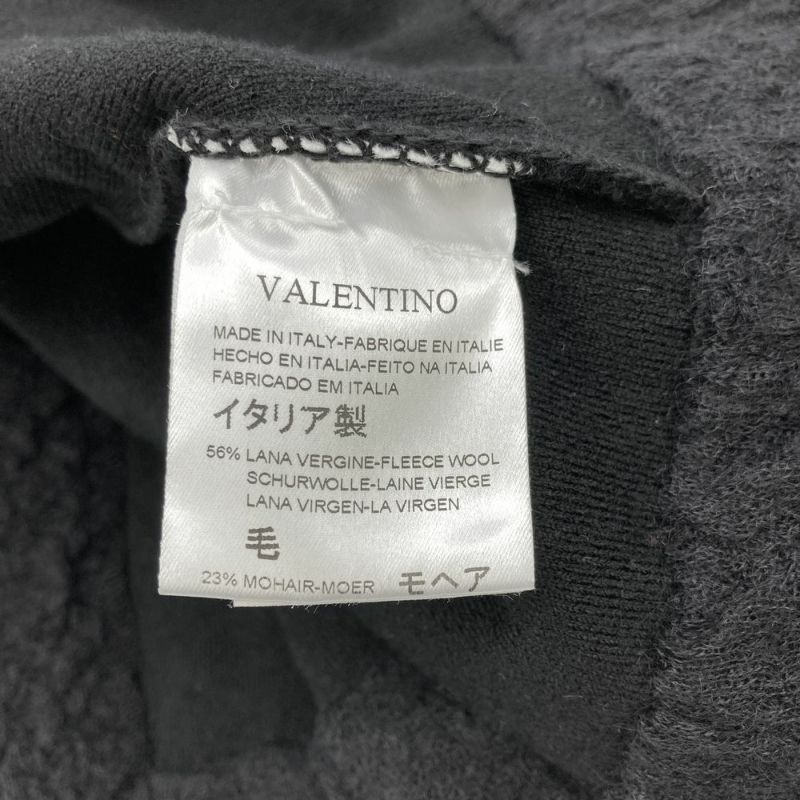 VALENTINO
MADE IN ITALY-FABRIQUE EN ITALIE
HECHO EN ITALIA-FEITO NA ITALIA
FABRICADO EM ITALIA
イタリア製
56% LANA VERGINE-FLEECE WOOL
SCHURWOLLE-LAINE VIERGE
LANA VIRGEN-LA VIRGEN
毛
23% MOHAIR-MOER モヘア